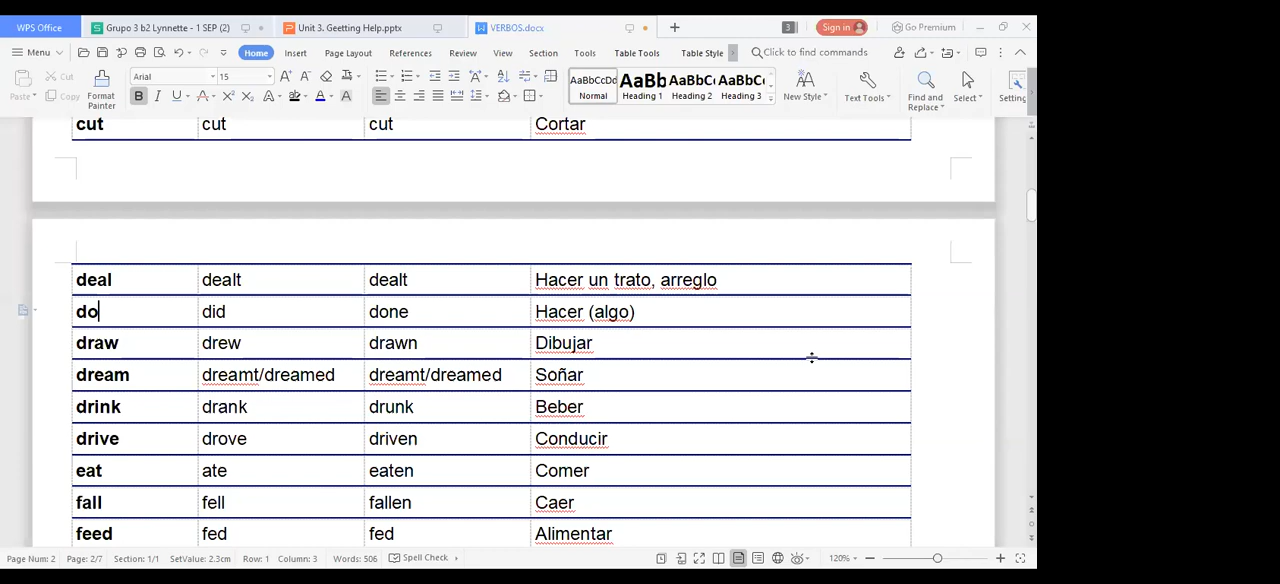 WPS Office Grupo 3 b2 Lynnette - 1 SEP (2) Unit 3. Geetting Help.pptx VERBOS.docx 3 Sign in Go Premium
Menu Home Insert Page Layout References Review View Section Tools Table Tools Table Style Click to find commands
Paste Cut Copy Format Painter Arial 15 AaBbCcDd Normal AaBb Heading 1 AaBbC Heading 2 AaBbC Heading 3 New Style Text Tools Find and Replace Select Setting
cut cut cut Cortar
deal dealt dealt Hacer un trato, arreglo
do did done Hacer (algo)
draw drew drawn Dibujar
dream dreamt/dreamed dreamt/dreamed Soñar
drink drank drunk Beber
drive drove driven Conducir
eat ate eaten Comer
fall fell fallen Caer
feed fed fed Alimentar
Page Num: 2 Page: 2/7 Section: 1/1 SetValue: 2.3cm Row: 1 Column: 3 Words: 506 Spell Check 120%